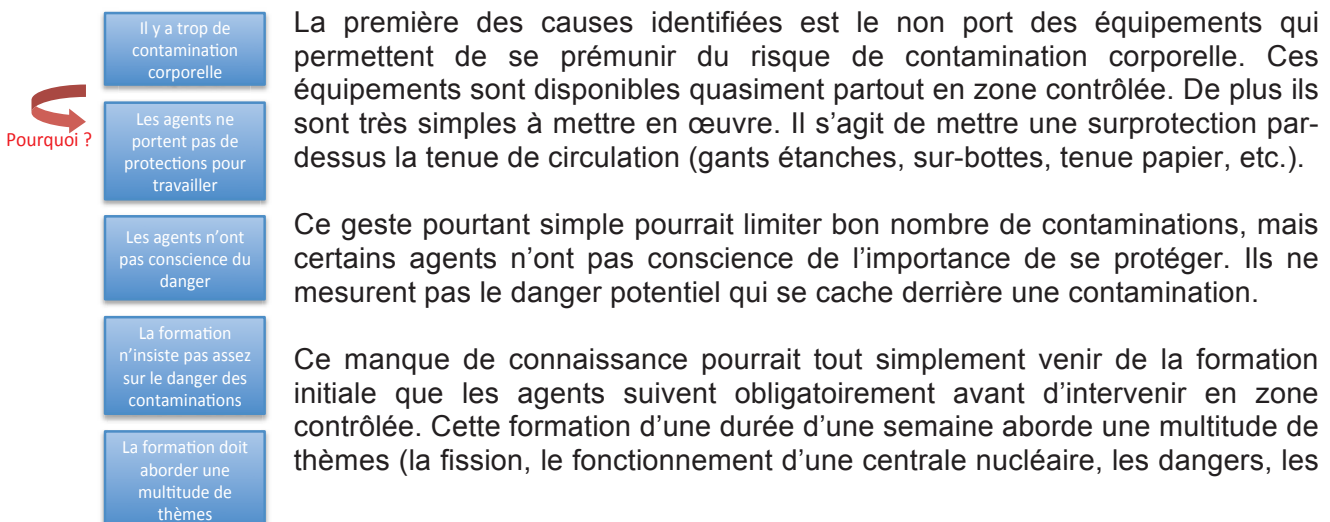 Il y a trop de
contamination
corporelle
Pourquoi ?
Les agents ne
portent pas de
protections pour
travailler
Les agents n'ont
pas conscience du
danger
La formation
n'insiste pas assez
sur le danger des
contaminations
La formation doit
aborder une
multitude de
thèmes
La première des causes identifiées est le non port des équipements qui
permettent de se prémunir du risque de contamination corporelle. Ces
équipements sont disponibles quasiment partout en zone contrôlée. De plus ils
sont très simples à mettre en œuvre. Il s'agit de mettre une surprotection par-
dessus la tenue de circulation (gants étanches, sur-bottes, tenue papier, etc.).
Ce geste pourtant simple pourrait limiter bon nombre de contaminations, mais
certains agents n'ont pas conscience de l'importance de se protéger. Ils ne
mesurent pas le danger potentiel qui se cache derrière une contamination.
Ce manque de connaissance pourrait tout simplement venir de la formation
initiale que les agents suivent obligatoirement avant d'intervenir en zone
contrôlée. Cette formation d'une durée d'une semaine aborde une multitude de
thèmes (la fission, le fonctionnement d'une centrale nucléaire, les dangers, les